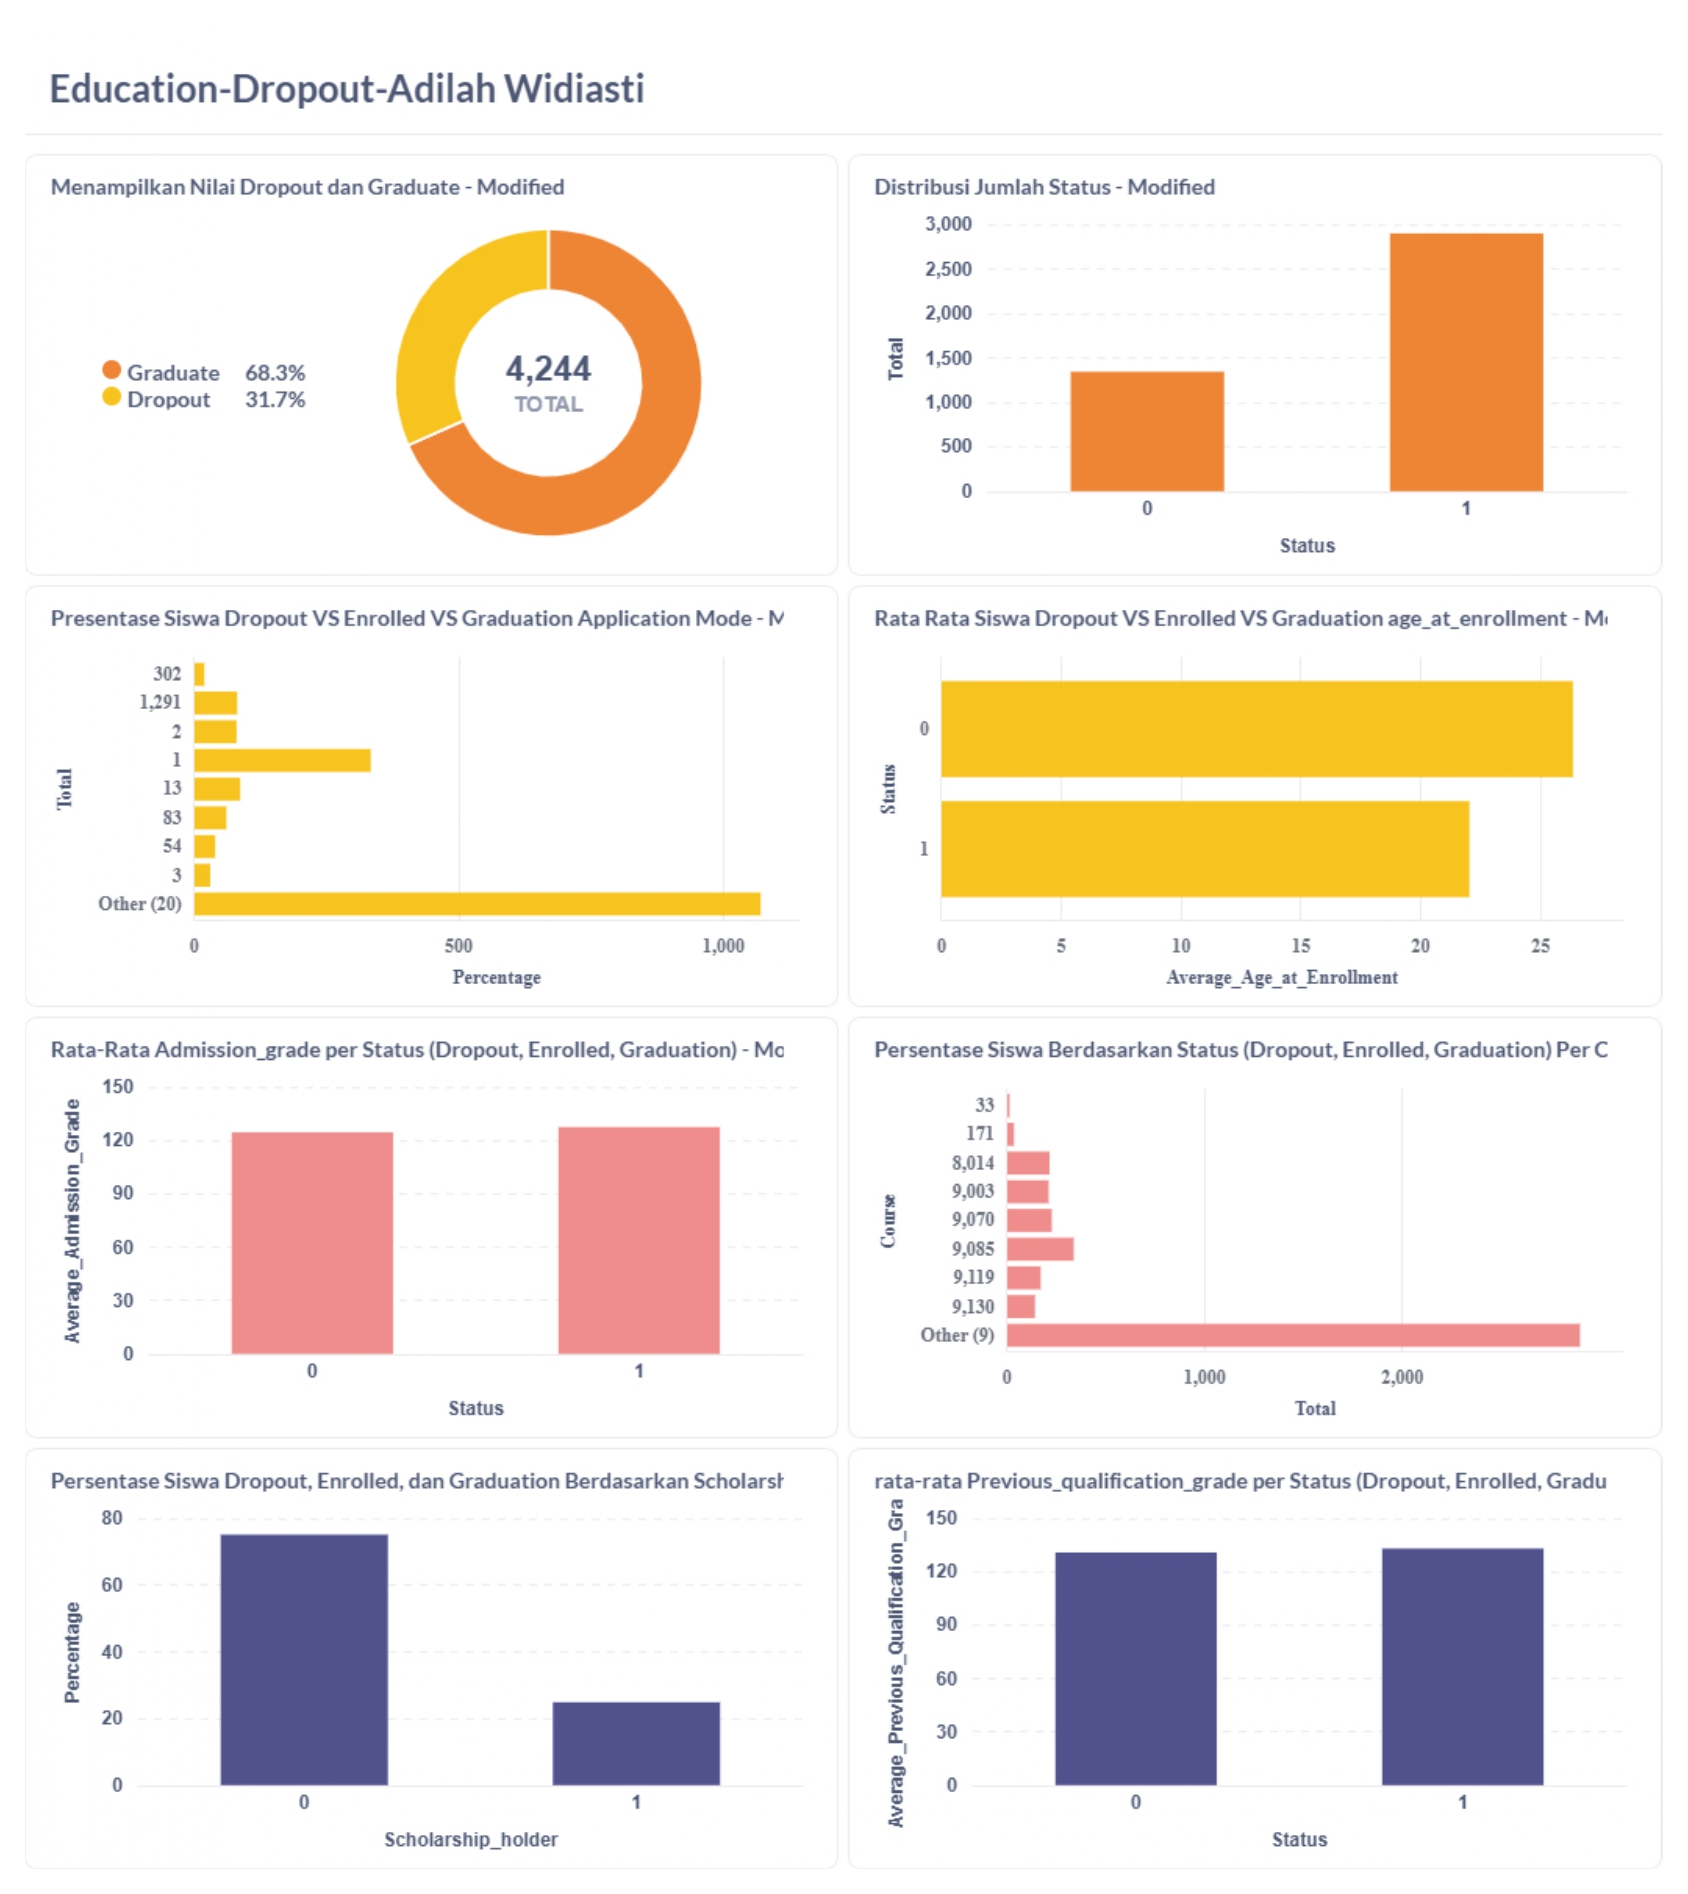 Education-Dropout-Adilah Widiasti
Menampilkan Nilai Dropout dan Graduate - Modified
Graduate 68.3%
Dropout 31.7%
4,244
TOTAL
Distribusi Jumlah Status - Modified
Total
3,000
2,500
2,000
1,500
1,000
500
0
0 1
Status
Presentase Siswa Dropout VS Enrolled VS Graduation Application Mode - M
Total
302
1,291
2
1
13
83
54
3
Other (20)
0 500 1,000
Percentage
Rata Rata Siswa Dropout VS Enrolled VS Graduation age_at_enrollment - Mo
Status
0
1
0 5 10 15 20 25
Average_Age_at_Enrollment
Rata-Rata Admission_grade per Status (Dropout, Enrolled, Graduation) - Mo
Average_Admission_Grade
150
120
90
60
30
0
0 1
Status
Persentase Siswa Berdasarkan Status (Dropout, Enrolled, Graduation) Per C
Course
33
171
8,014
9,003
9,070
9,085
9,119
9,130
Other (9)
0 1,000 2,000
Total
Persentase Siswa Dropout, Enrolled, dan Graduation Berdasarkan Scholarsh
Percentage
80
60
40
20
0
0 1
Scholarship_holder
rata-rata Previous_qualification_grade per Status (Dropout, Enrolled, Gradu
Average_Previous_Qualification_Gra
150
120
90
60
30
0
0 1
Status